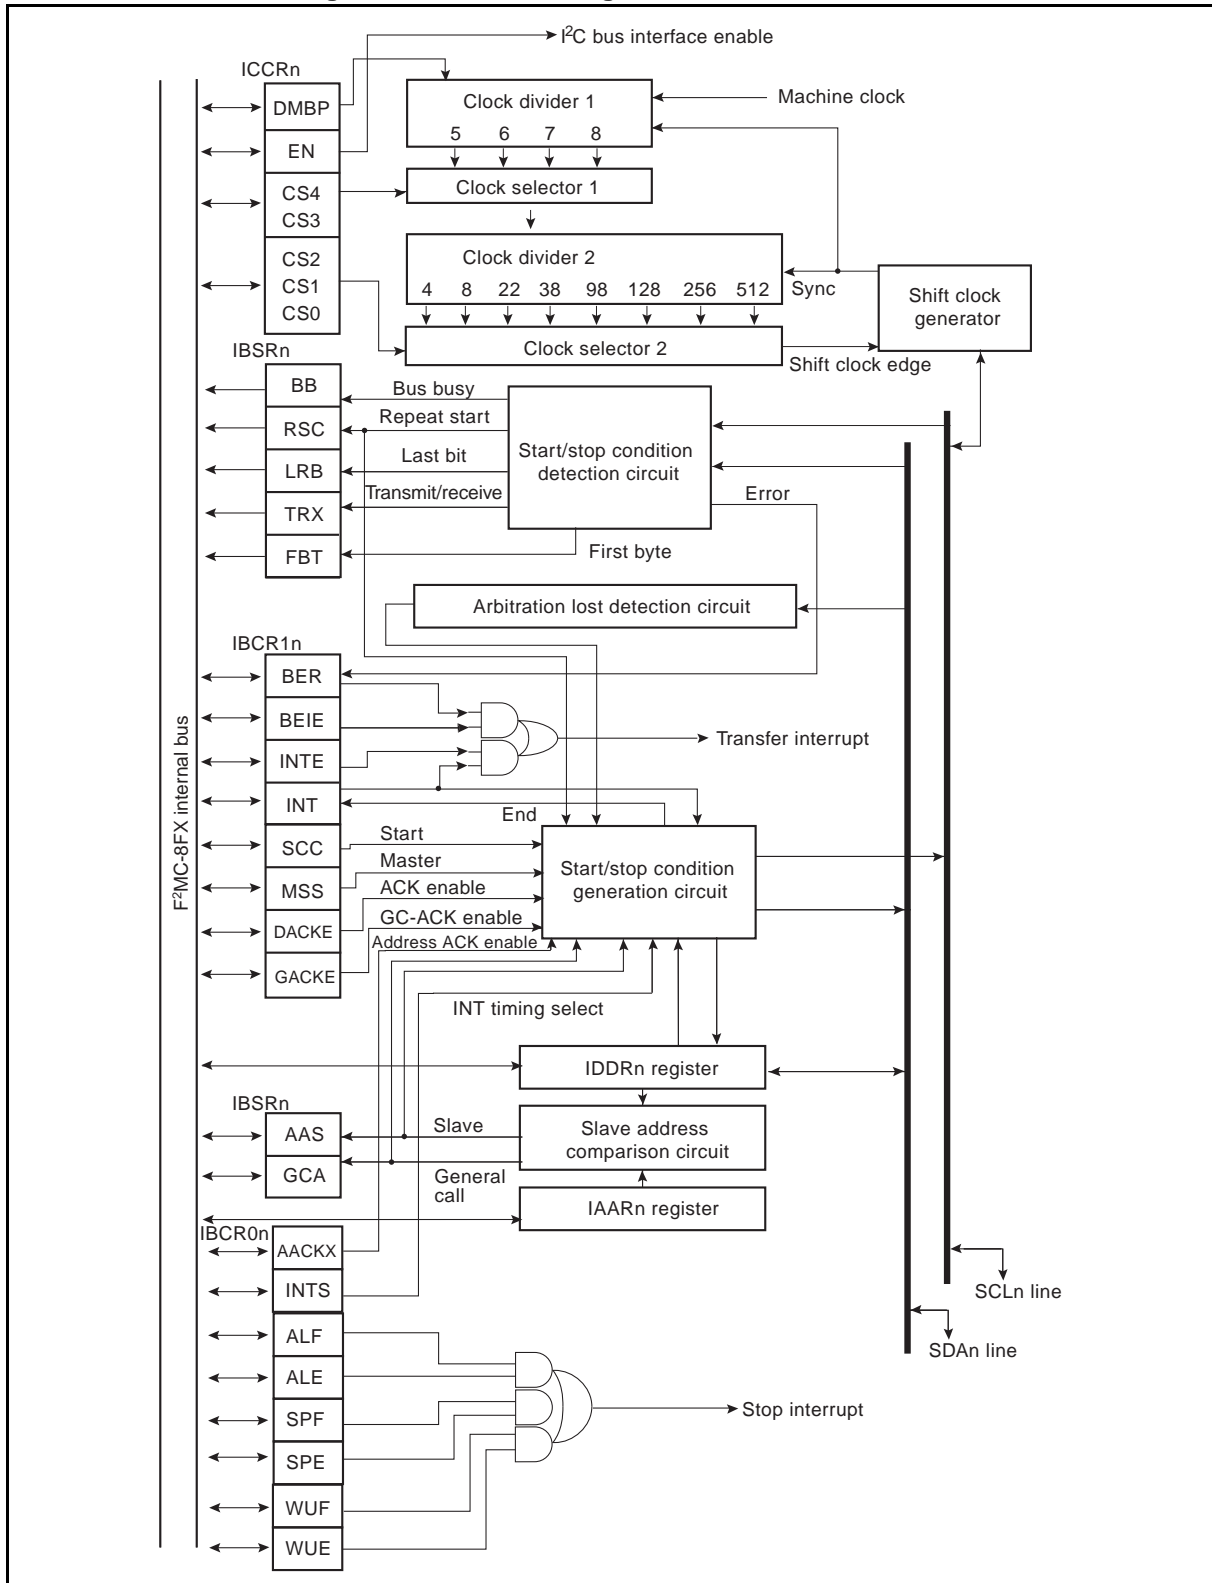 I²C bus interface enable
ICCRn
DMBP
EN
CS4
CS3
CS2
CS1
CS0
Clock divider 1
5 6 7 8
Machine clock
Clock selector 1
Clock divider 2
4 8 22 38 98 128 256 512
Sync
Shift clock
generator
Clock selector 2
Shift clock edge
IBSRn
BB
RSC
LRB
TRX
FBT
Bus busy
Repeat start
Last bit
Transmit/receive
First byte
Start/stop condition
detection circuit
Error
Arbitration lost detection circuit
F²MC-8FX internal bus
IBCR1n
BER
BEIE
INTE
INT
SCC
MSS
DACKE
GACKE
Transfer interrupt
End
Start
Master
ACK enable
GC-ACK enable
Address ACK enable
Start/stop condition
generation circuit
INT timing select
IDDRn register
IBSRn
AAS
GCA
Slave
General
call
Slave address
comparison circuit
IAARn register
IBCR0n
AACKX
INTS
ALF
ALE
SPF
SPE
WUF
WUE
SCLn line
SDAn line
Stop interrupt